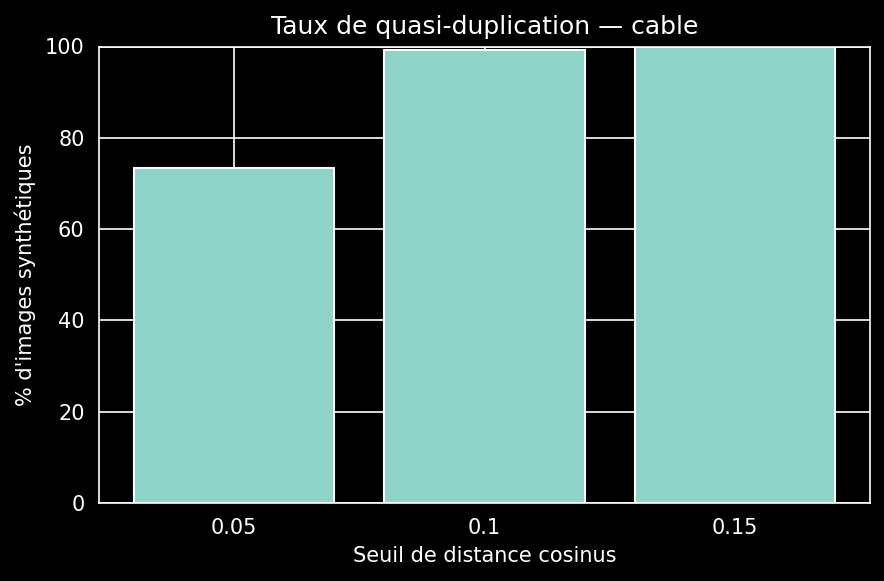 Taux de quasi-duplication — cable
% d'images synthétiques
100
80
60
40
20
0
0.05 0.1 0.15
Seuil de distance cosinus